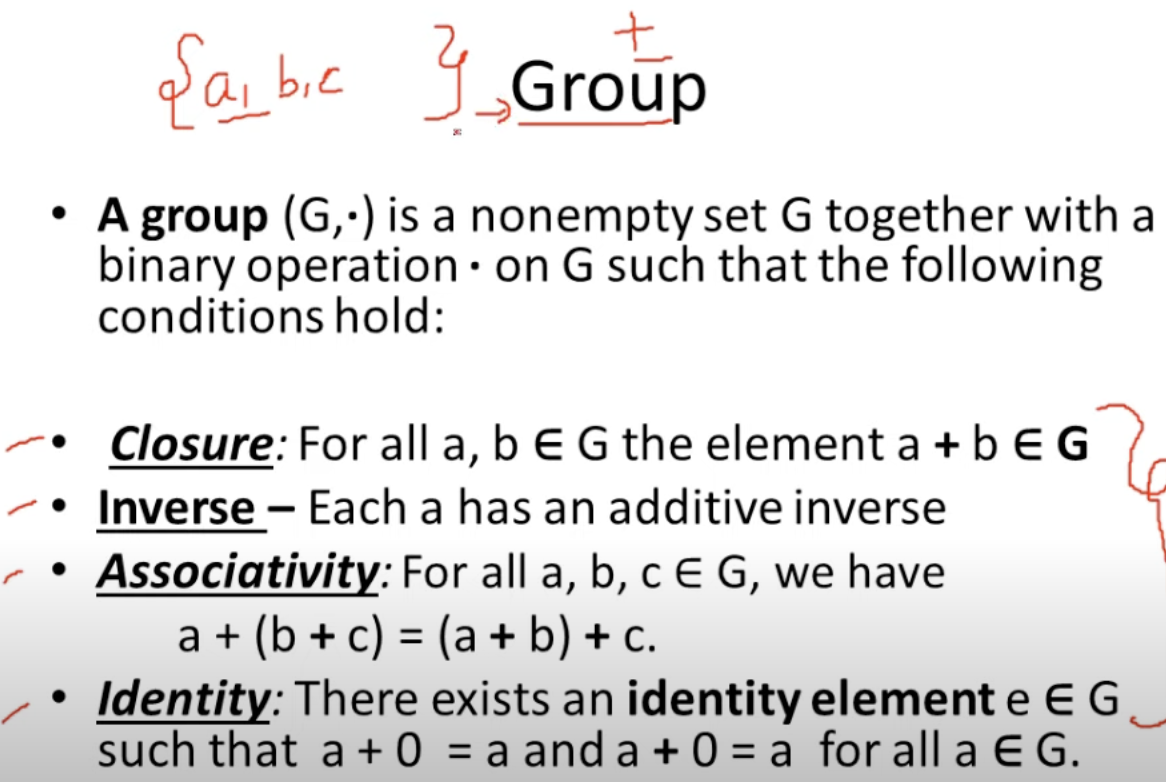 {a, b, c } → Group +
• A group (G,·) is a nonempty set G together with a
binary operation · on G such that the following
conditions hold:
• Closure: For all a, b ∈ G the element a + b ∈ G
• Inverse – Each a has an additive inverse
• Associativity: For all a, b, c ∈ G, we have
a + (b + c) = (a + b) + c.
• Identity: There exists an identity element e ∈ G
such that a + 0 = a and a + 0 = a for all a ∈ G.